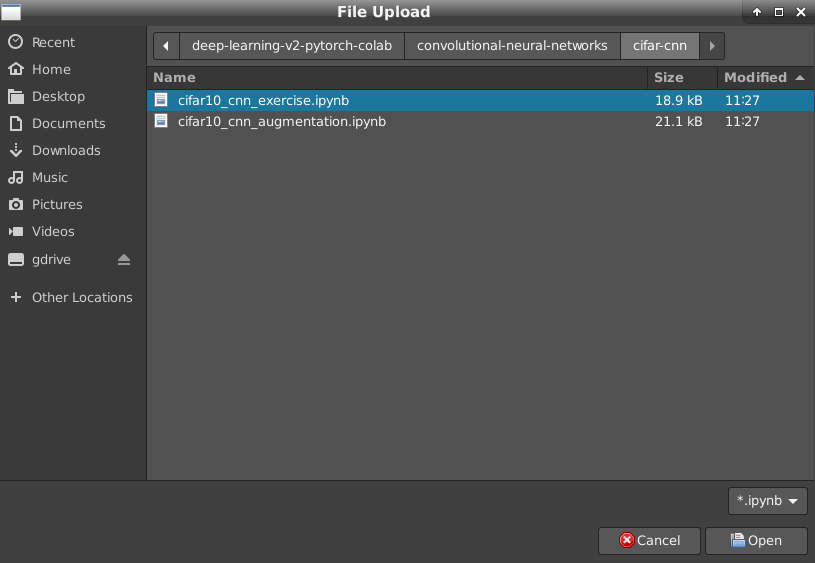 File Upload
Recent
Home
Desktop
Documents
Downloads
Music
Pictures
Videos
gdrive
Other Locations
deep-learning-v2-pytorch-colab convolutional-neural-networks cifar-cnn
Name Size Modified
cifar10_cnn_exercise.ipynb 18.9 kB 11:27
cifar10_cnn_augmentation.ipynb 21.1 kB 11:27
*.ipynb
Cancel Open